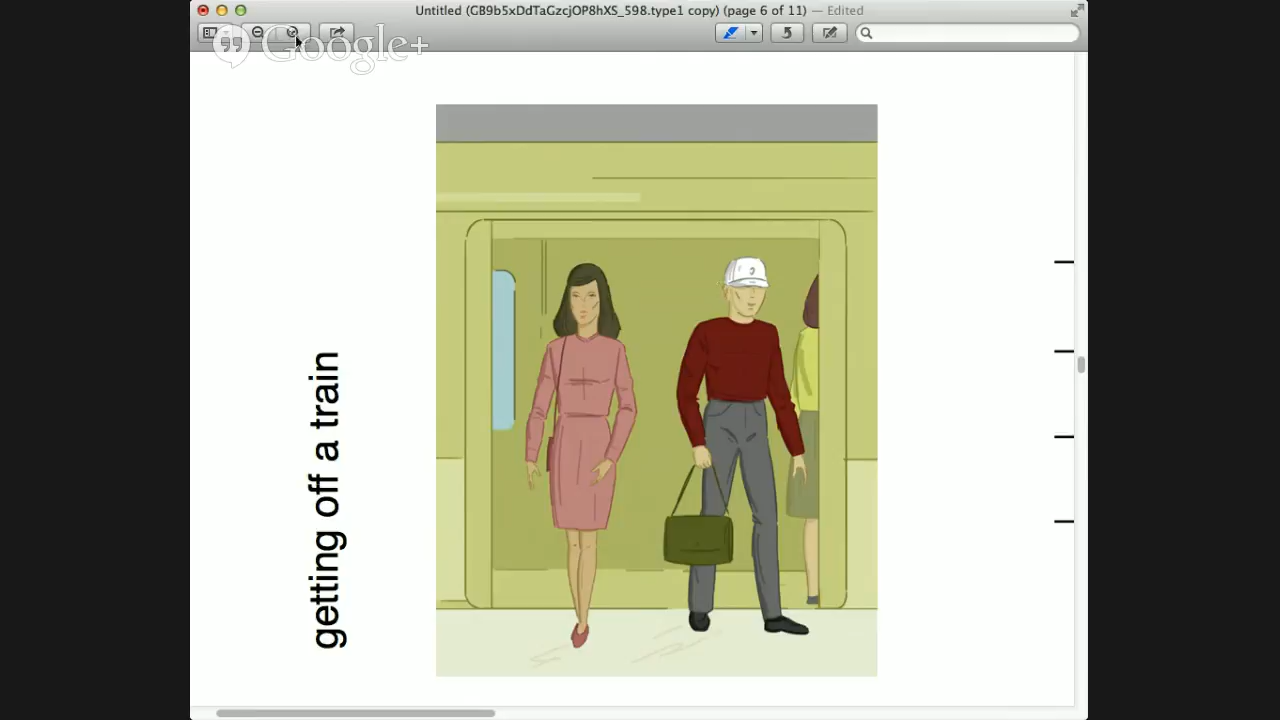 Untitled (GB9b5xDdTaGzcjOP8hXS_598.type1 copy) (page 6 of 11) — Edited
Google+
getting off a train